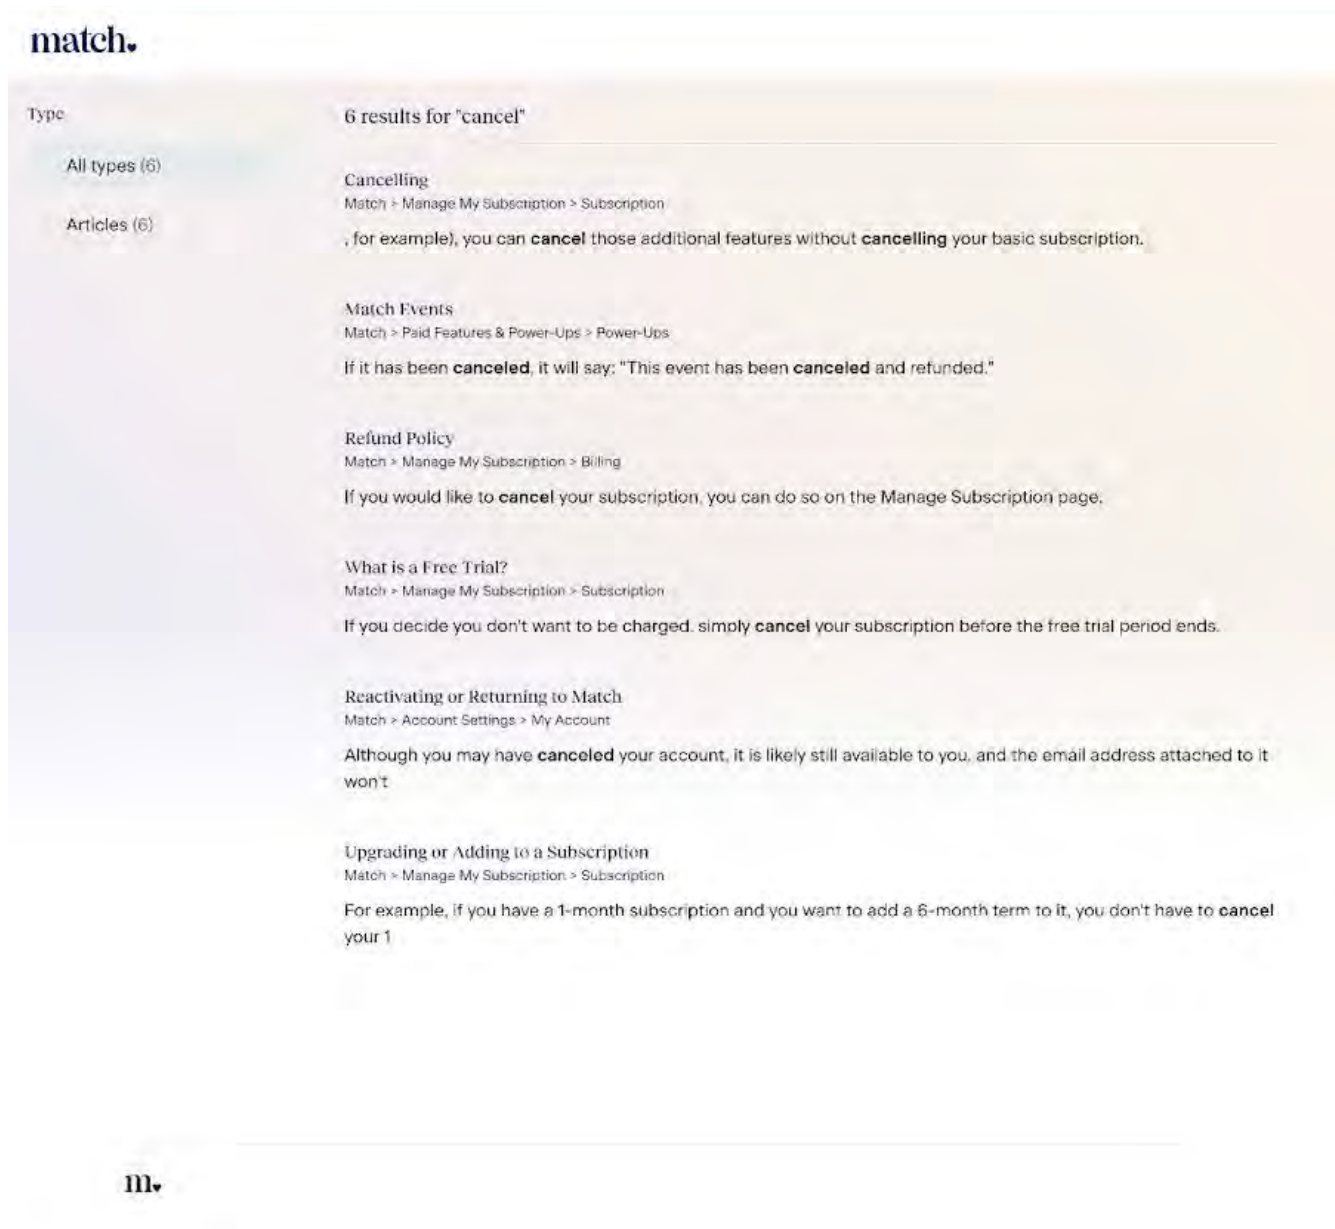 match
Type
All types (6)
Articles (6)
6 results for "cancel"
Cancelling
Match > Manage My Subscription > Subscription
, for example), you can cancel those additional features without cancelling your basic subscription.
Match Events
Match > Paid Features & Power-Ups > Power-Ups
If it has been canceled, it will say: "This event has been canceled and refunded."
Refund Policy
Match > Manage My Subscription > Billing
If you would like to cancel your subscription, you can do so on the Manage Subscription page.
What is a Free Trial?
Match > Manage My Subscription > Subscription
If you decide you don't want to be charged, simply cancel your subscription before the free trial period ends.
Reactivating or Returning to Match
Match > Account Settings > My Account
Although you may have canceled your account, it is likely still available to you, and the email address attached to it
won't
Upgrading or Adding to a Subscription
Match > Manage My Subscription > Subscription
For example, if you have a 1-month subscription and you want to add a 6-month term to it, you don't have to cancel
your 1
m